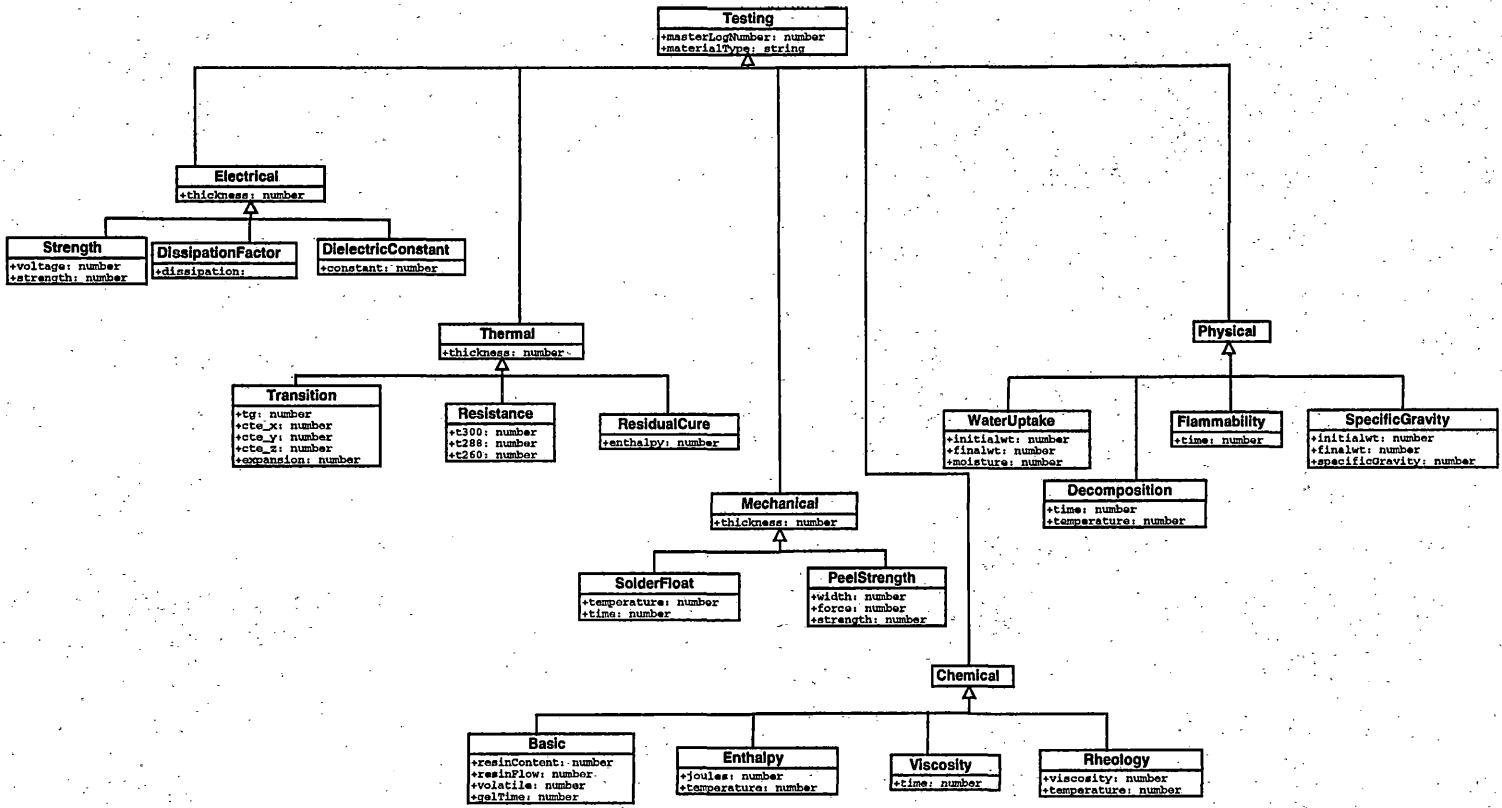 Testing
+masterLogNumber: number
+materialType: string
Electrical
+thickness: number
Strength
+voltage: number
+strength: number
DissipationFactor
+dissipation:
DielectricConstant
+constant: number
Thermal
+thickness: number
Transition
+tg: number
+cte_x: number
+cte_y: number
+cte_z: number
+expansion: number
Resistance
+t300: number
+t288: number
+t260: number
ResidualCure
+enthalpy: number
Mechanical
+thickness: number
SolderFloat
+temperature: number
+time: number
PeelStrength
+width: number
+force: number
+strength: number
Physical
WaterUptake
+initialwt: number
+finalwt: number
+moisture: number
Decomposition
+time: number
+temperature: number
Flammability
+time: number
SpecificGravity
+initialwt: number
+finalwt: number
+specificGravity: number
Chemical
Basic
+resinContent: number
+resinFlow: number
+volatile: number
+gelTime: number
Enthalpy
+joules: number
+temperature: number
Viscosity
+time: number
Rheology
+viscosity: number
+temperature: number